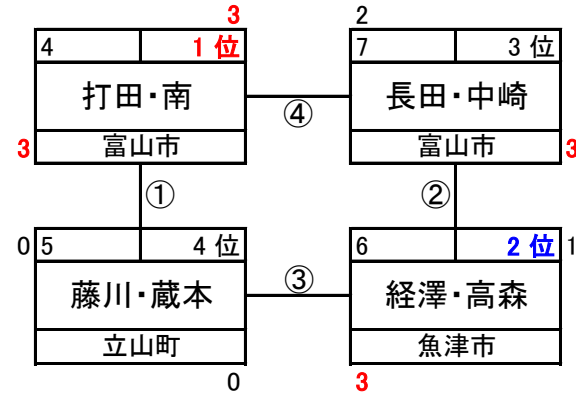 3 2
4 1位 7 3位
打田・南 長田・中崎
④
3 富山市 富山市 3
① ②
0 5 4位 6 2位 1
藤川・蔵本 経澤・高森
③
立山町 魚津市
0 3